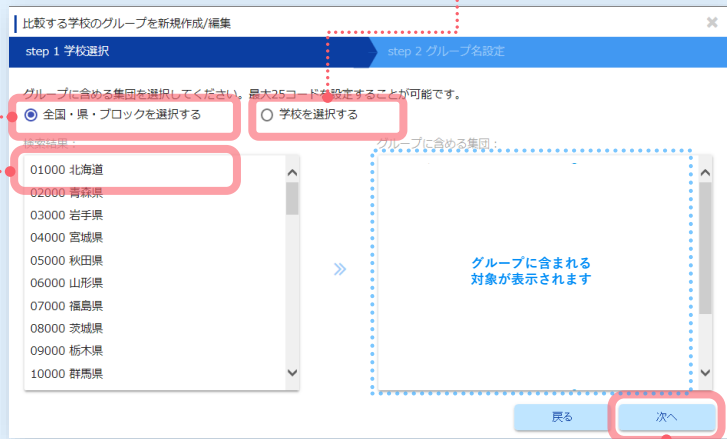 比較する学校のグループを新規作成/編集
step 1 学校選択
step 2 グループ名設定
グループに含める集団を選択してください。最大25コードを設定することが可能です。
全国・県・ブロックを選択する
学校を選択する
検索結果：
グループに含める集団：
01000 北海道
02000 青森県
03000 岩手県
04000 宮城県
05000 秋田県
06000 山形県
07000 福島県
08000 茨城県
09000 栃木県
10000 群馬県
グループに含まれる
対象が表示されます
戻る
次へ